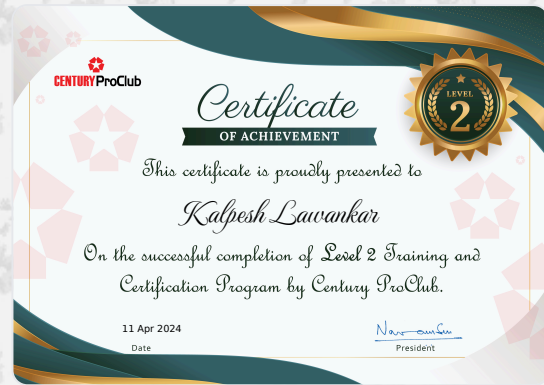 CENTURY ProClub
LEVEL
2
Certificate
OF ACHIEVEMENT
This certificate is proudly presented to
Kalpesh Lawankar
On the successful completion of Level 2 Training and
Certification Program by Century ProClub.
11 Apr 2024
Date
President